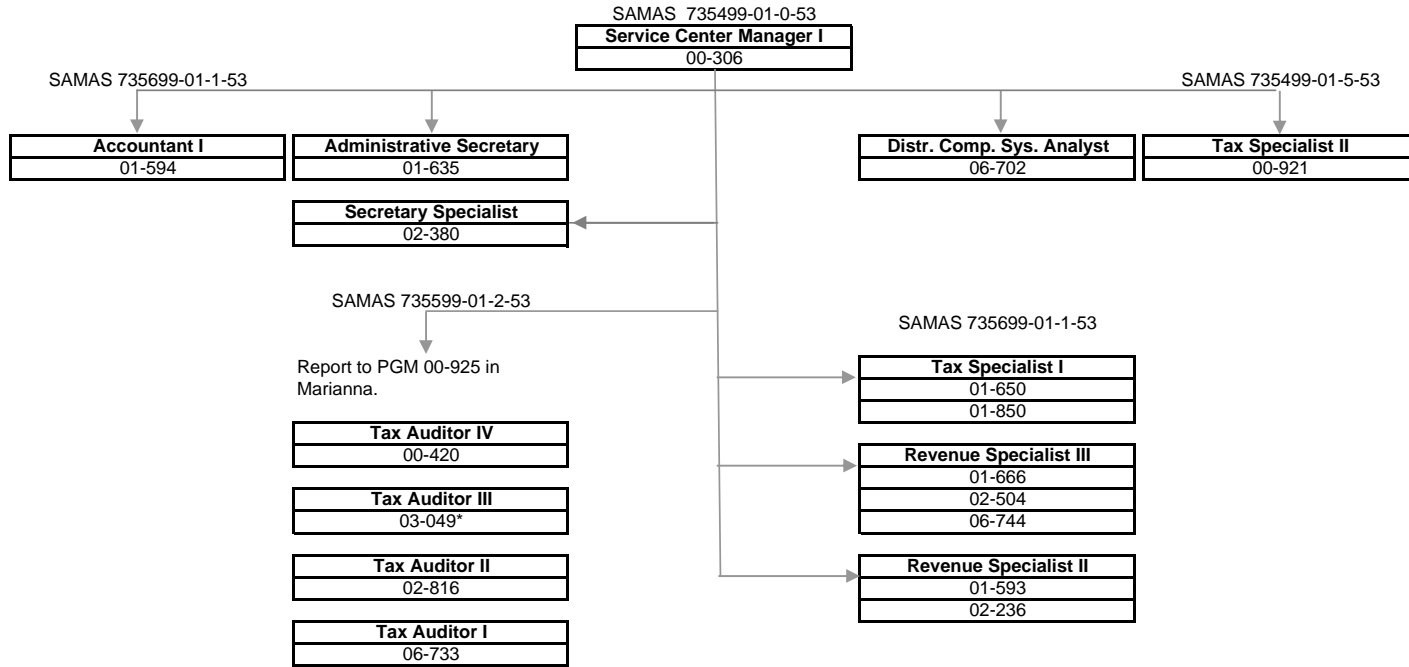 SAMAS 735499-01-0-53
Service Center Manager I
00-306
SAMAS 735699-01-1-53
SAMAS 735499-01-5-53
Accountant I
01-594
Administrative Secretary
01-635
Distr. Comp. Sys. Analyst
06-702
Tax Specialist II
00-921
Secretary Specialist
02-380
SAMAS 735599-01-2-53
Report to PGM 00-925 in
Marianna.
Tax Auditor IV
00-420
Tax Auditor III
03-049*
Tax Auditor II
02-816
Tax Auditor I
06-733
SAMAS 735699-01-1-53
Tax Specialist I
01-650
01-850
Revenue Specialist III
01-666
02-504
06-744
Revenue Specialist II
01-593
02-236